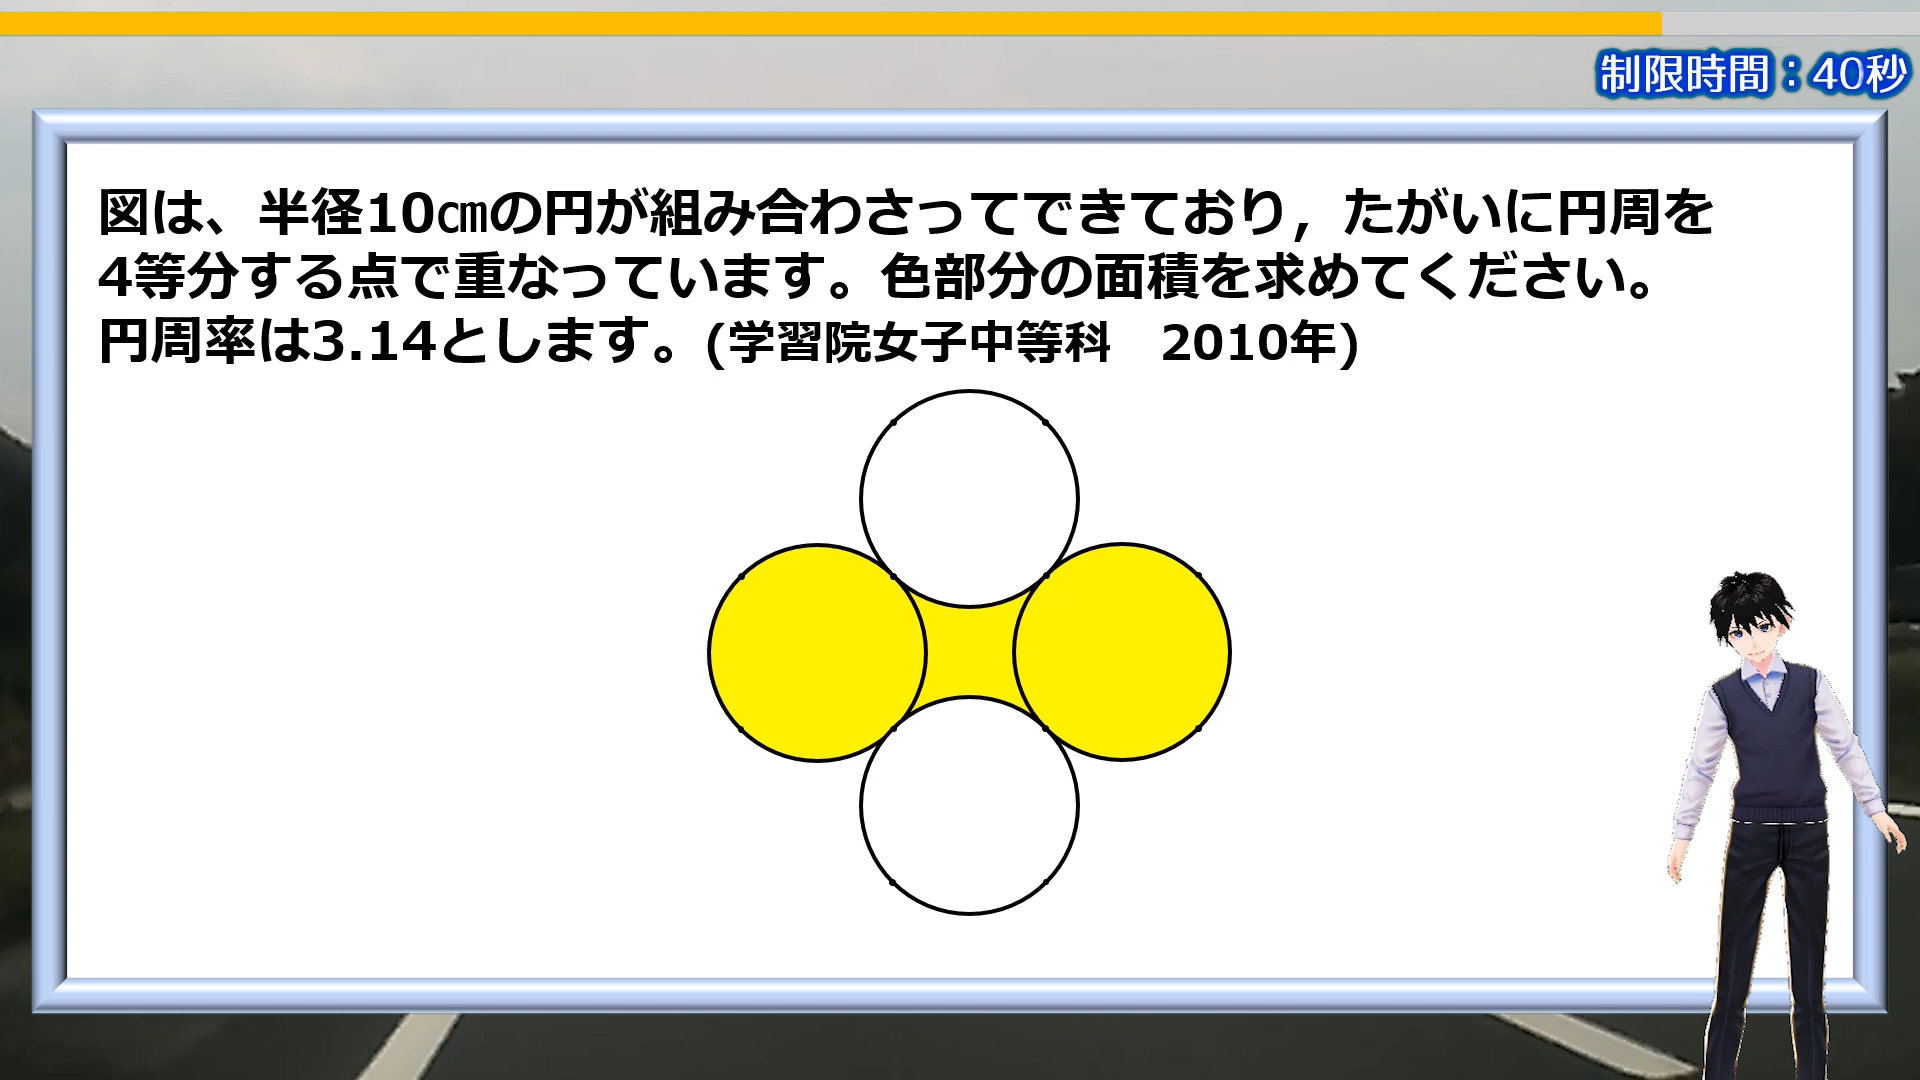 制限時間：40秒
図は、半径10㎝の円が組み合わさってできており，たがいに円周を
4等分する点で重なっています。色部分の面積を求めてください。
円周率は3.14とします。(学習院女子中等科　2010年)